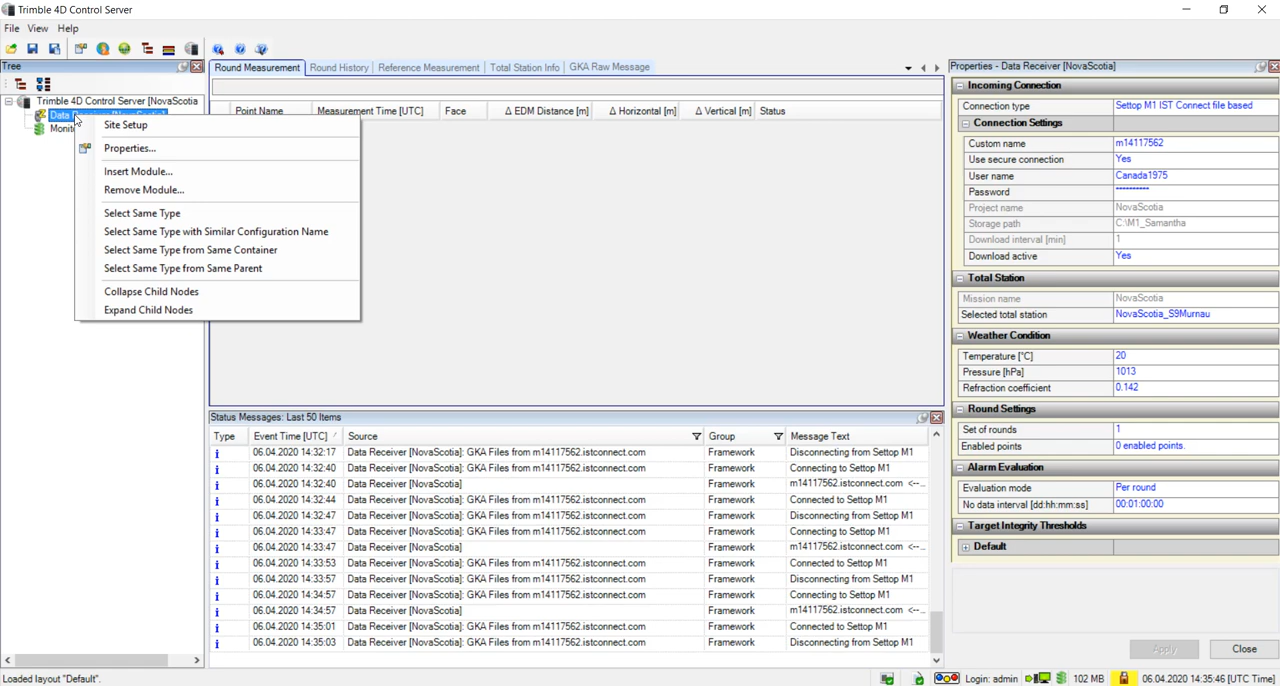 Trimble 4D Control Server
File View Help
Tree
Trimble 4D Control Server [NovaScotia
Data
Monito
Site Setup
Properties...
Insert Module...
Remove Module...
Select Same Type
Select Same Type with Similar Configuration Name
Select Same Type from Same Container
Select Same Type from Same Parent
Collapse Child Nodes
Expand Child Nodes
Round Measurement Round History Reference Measurement Total Station Info GKA Raw Message
Point Name Measurement Time [UTC] Face Δ EDM Distance [m] Δ Horizontal [m] Δ Vertical [m] Status
Status Messages: Last 50 Items
Type Event Time [UTC] Source Group Message Text
06.04.2020 14:32:17 Data Receiver [NovaScotia]: GKA Files from m14117562.istconnect.com Framework Disconnecting from Settop M1
06.04.2020 14:32:40 Data Receiver [NovaScotia]: GKA Files from m14117562.istconnect.com Framework Connecting to Settop M1
06.04.2020 14:32:40 Data Receiver [NovaScotia] Framework m14117562.istconnect.com <--...
06.04.2020 14:32:44 Data Receiver [NovaScotia]: GKA Files from m14117562.istconnect.com Framework Connected to Settop M1
06.04.2020 14:32:47 Data Receiver [NovaScotia]: GKA Files from m14117562.istconnect.com Framework Disconnecting from Settop M1
06.04.2020 14:33:47 Data Receiver [NovaScotia]: GKA Files from m14117562.istconnect.com Framework Connecting to Settop M1
06.04.2020 14:33:47 Data Receiver [NovaScotia] Framework m14117562.istconnect.com <--...
06.04.2020 14:33:53 Data Receiver [NovaScotia]: GKA Files from m14117562.istconnect.com Framework Connected to Settop M1
06.04.2020 14:33:57 Data Receiver [NovaScotia]: GKA Files from m14117562.istconnect.com Framework Disconnecting from Settop M1
06.04.2020 14:34:57 Data Receiver [NovaScotia]: GKA Files from m14117562.istconnect.com Framework Connecting to Settop M1
06.04.2020 14:34:57 Data Receiver [NovaScotia] Framework m14117562.istconnect.com <--...
06.04.2020 14:35:01 Data Receiver [NovaScotia]: GKA Files from m14117562.istconnect.com Framework Connected to Settop M1
06.04.2020 14:35:03 Data Receiver [NovaScotia]: GKA Files from m14117562.istconnect.com Framework Disconnecting from Settop M1
Properties - Data Receiver [NovaScotia]
Incoming Connection
Connection type Settop M1 IST Connect file based
Connection Settings
Custom name m14117562
Use secure connection Yes
User name Canada1975
Password **********
Project name NovaScotia
Storage path C:\M1_Samantha
Download interval [min] 1
Download active Yes
Total Station
Mission name NovaScotia
Selected total station NovaScotia_S9Murnau
Weather Condition
Temperature [°C] 20
Pressure [hPa] 1013
Refraction coefficient 0.142
Round Settings
Set of rounds 1
Enabled points 0 enabled points.
Alarm Evaluation
Evaluation mode Per round
No data interval [dd:hh:mm:ss] 00:01:00:00
Target Integrity Thresholds
Default
Apply Close
Loaded layout "Default". Login: admin 102 MB 06.04.2020 14:35:46 [UTC Time]